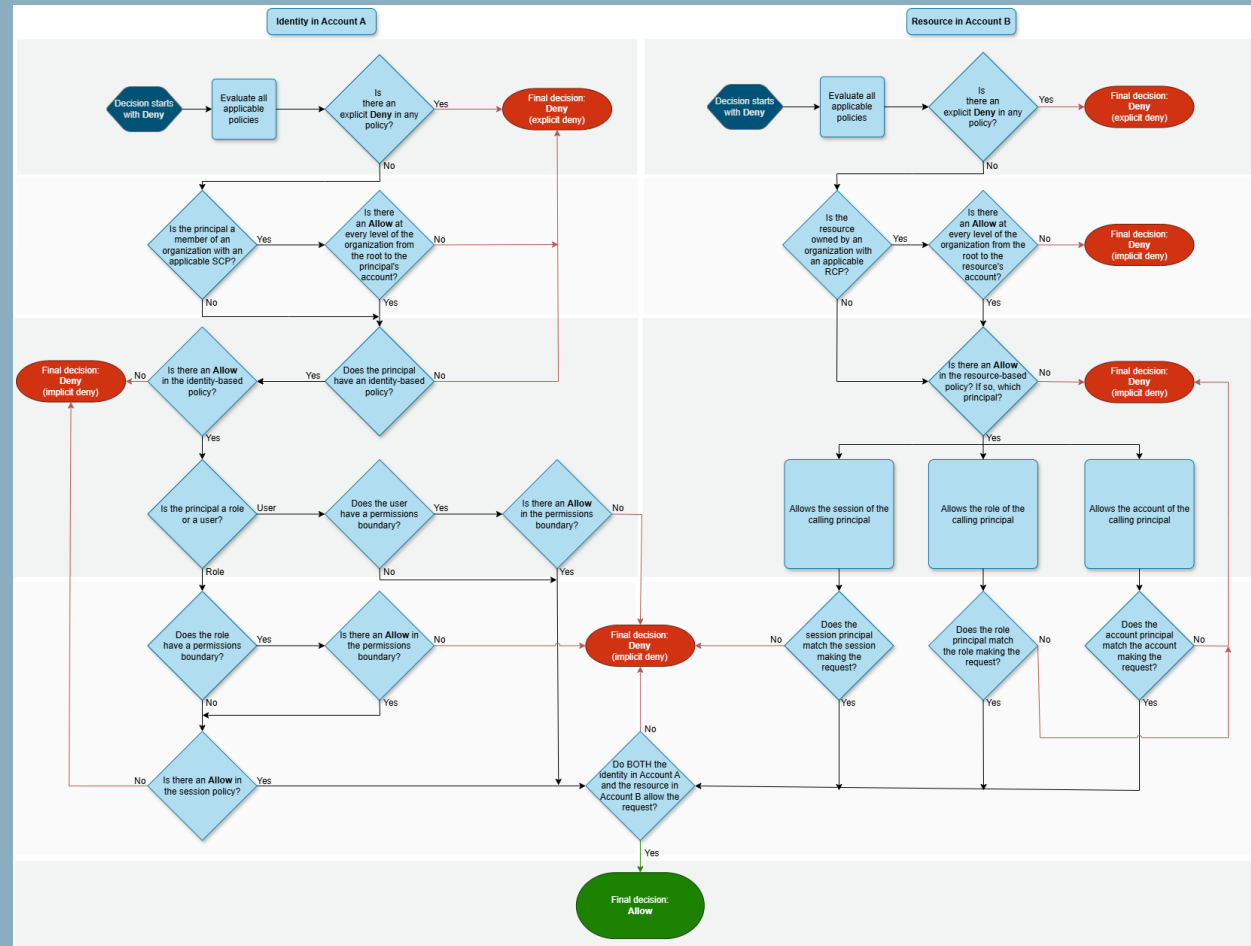 Identity in Account A
Resource in Account B
Decision starts
with Deny
Evaluate all
applicable
policies
Is
there an
explicit Deny in any
policy?
Yes
Final decision:
Deny
(explicit deny)
No
Decision starts
with Deny
Evaluate all
applicable
policies
Is
there an
explicit Deny in any
policy?
Yes
Final decision:
Deny
(explicit deny)
No
Is the principal a
member of an
organization with an
applicable SCP?
Yes
No
Is there
an Allow at
every level of the
organization from
the root to the
principal's
account?
No
Yes
Is the
resource
owned by an
organization with
an applicable
RCP?
Yes
No
Is there
an Allow at
every level of the
organization from the
root to the
resource's
account?
No
Yes
Final decision:
Deny
(implicit deny)
Final decision:
Deny
(implicit deny)
No
Is there an Allow
in the identity-based
policy?
Yes
Yes
Does the principal
have an identity-based
policy?
No
Is there an Allow
in the resource-based
policy? If so, which
principal?
No
Yes
Final decision:
Deny
(implicit deny)
Is the principal a role
or a user?
User
Role
Does the user
have a permissions
boundary?
Yes
No
Is there an Allow
in the permissions
boundary?
No
Yes
Allows the session of the
calling principal
Allows the role of the
calling principal
Allows the account of the
calling principal
Does the role
have a permissions
boundary?
Yes
No
Is there an Allow in
the permissions
boundary?
No
Yes
Final decision:
Deny
(implicit deny)
No
Does the
session principal
match the session
making the
request?
Yes
Does the role
principal match
the role making the
request?
No
Yes
Does the
account principal
match the account
making the
request?
No
Yes
No
Is there an Allow in
the session policy?
Yes
No
Do BOTH the
identity in Account A
and the resource in
Account B allow the
request?
Yes
Final decision:
Allow